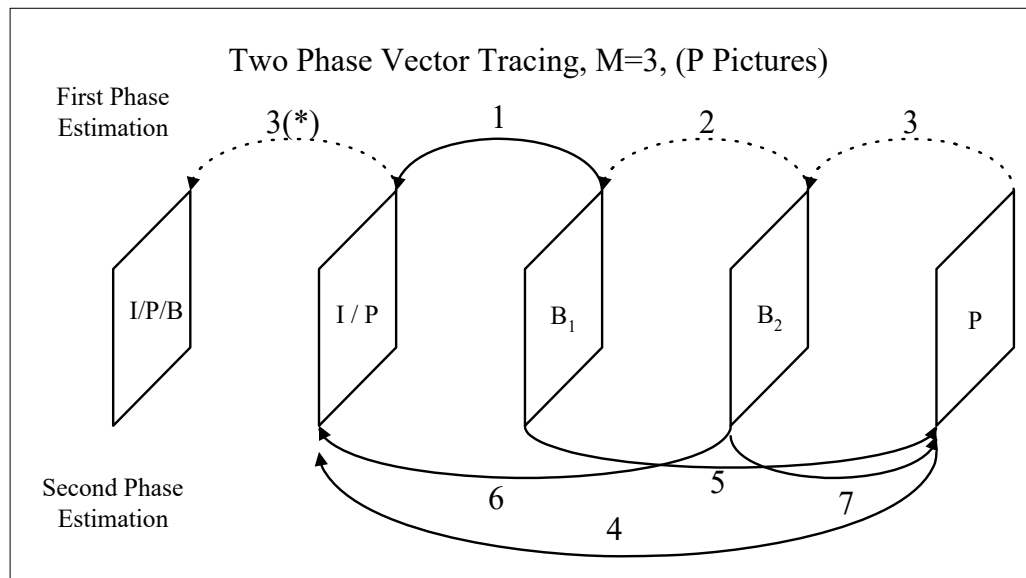 Two Phase Vector Tracing, M=3, (P Pictures)
First Phase
Estimation
3(*)
1
2
3
I/P/B
I / P
B₁
B₂
P
Second Phase
Estimation
6
5
7
4